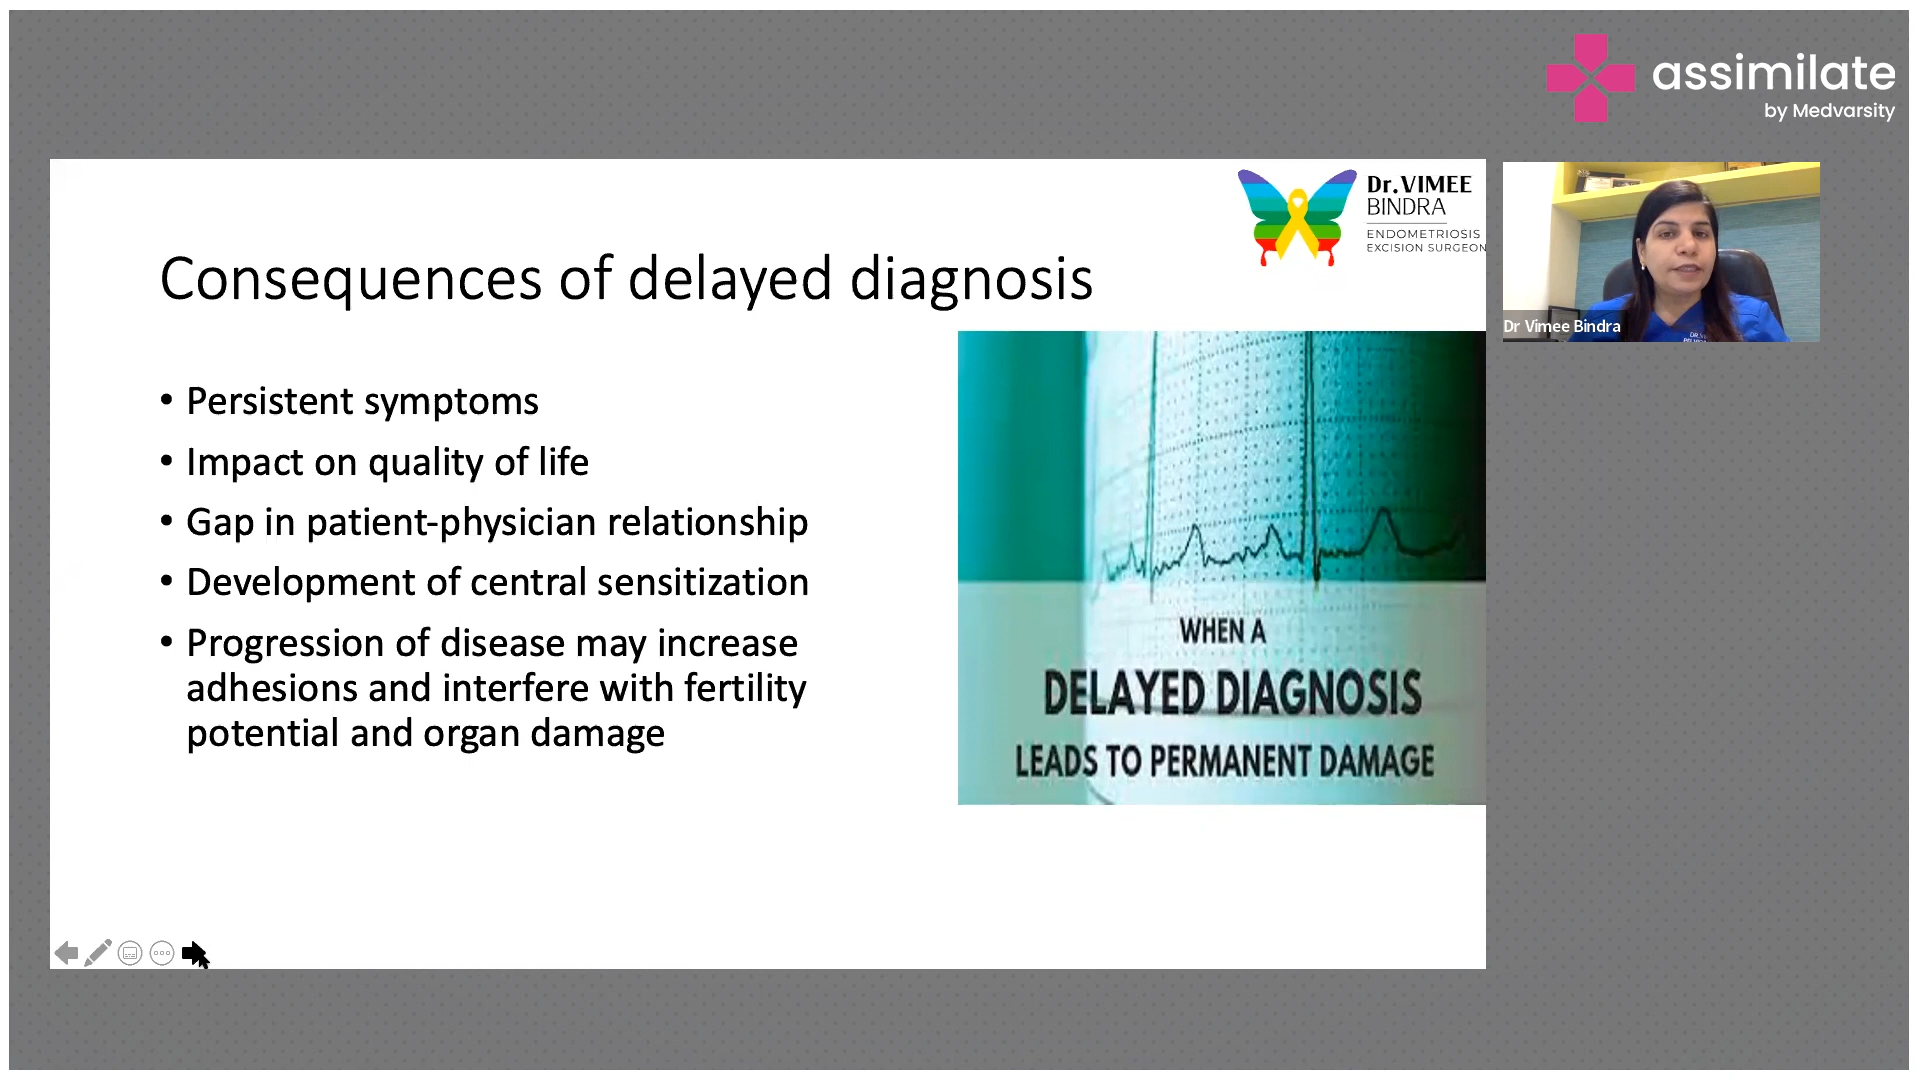 assimilate
by Medvarsity
Dr.VIMEE
BINDRA
ENDOMETRIOSIS
EXCISION SURGEON
Consequences of delayed diagnosis
• Persistent symptoms
• Impact on quality of life
• Gap in patient-physician relationship
• Development of central sensitization
• Progression of disease may increase
adhesions and interfere with fertility
potential and organ damage
WHEN A
DELAYED DIAGNOSIS
LEADS TO PERMANENT DAMAGE
Dr Vimee Bindra